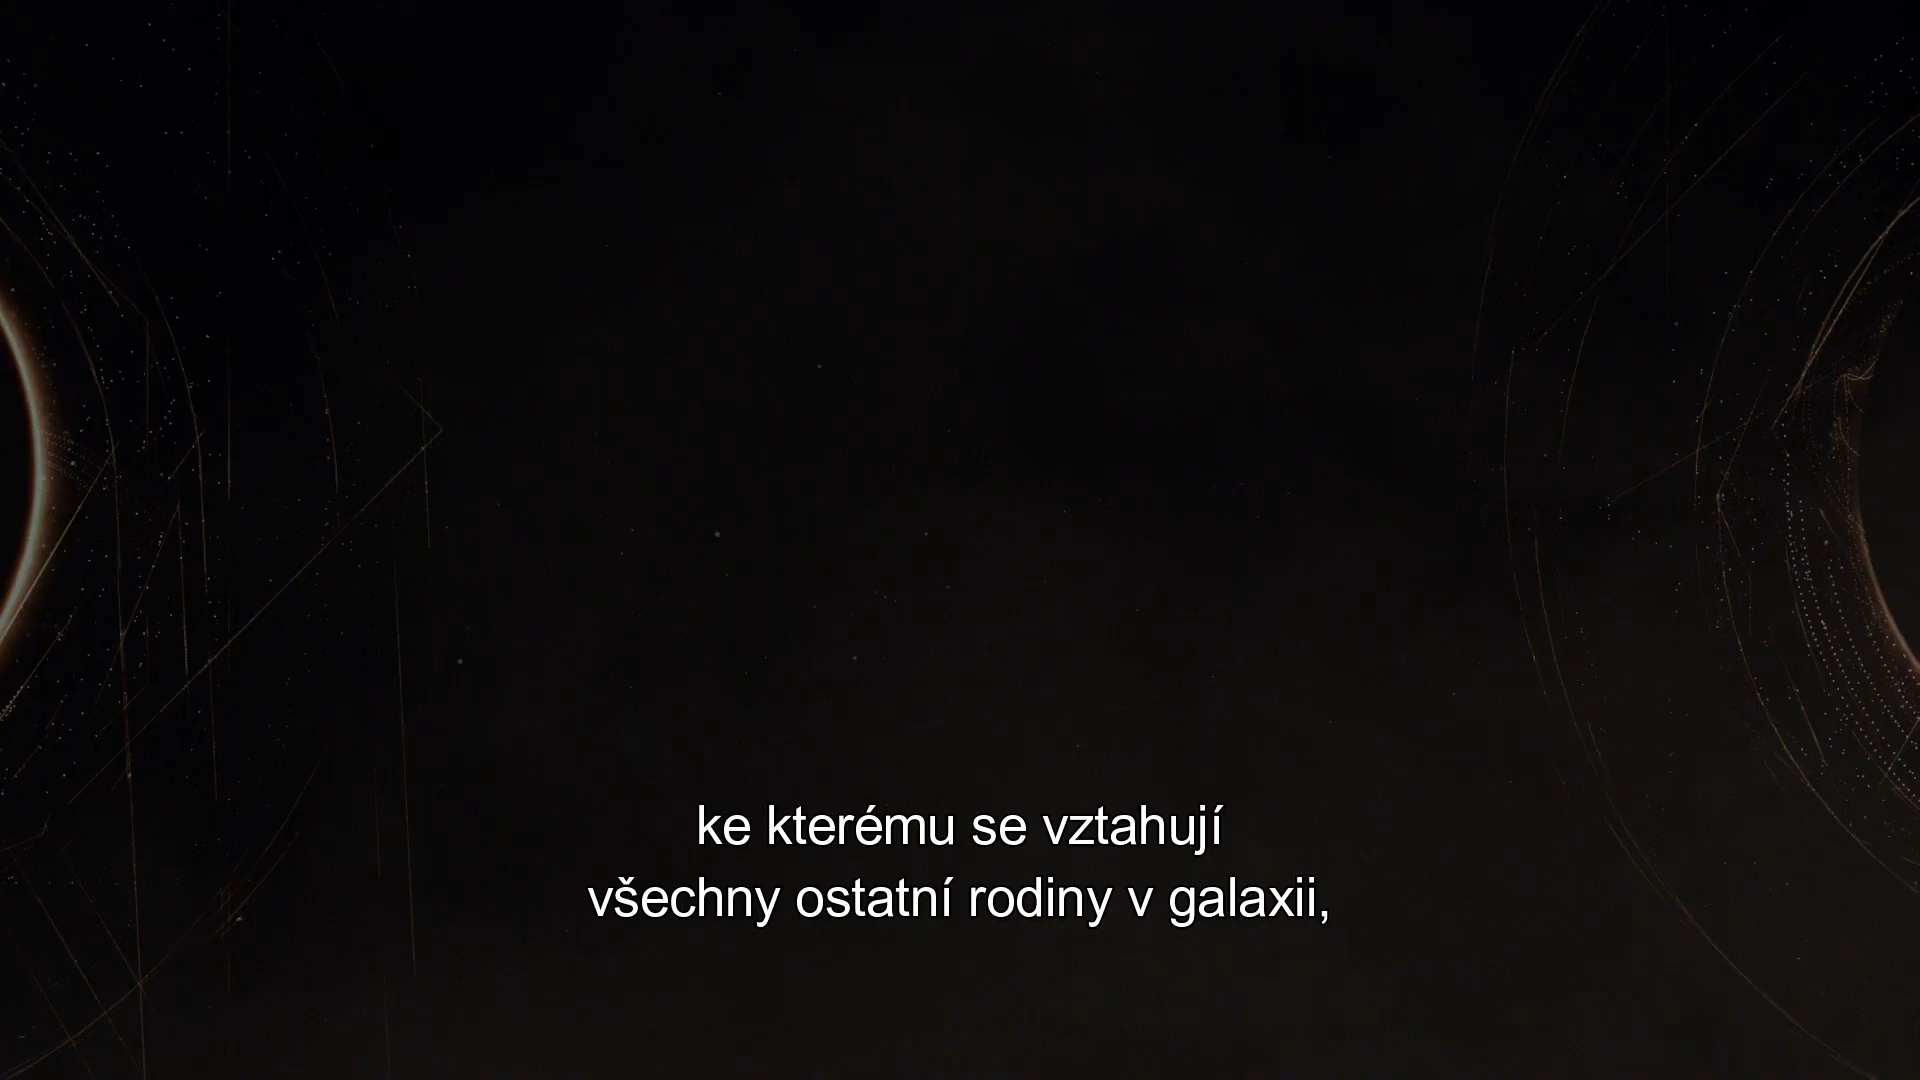 ke kterému se vztahují
všechny ostatní rodiny v galaxii,